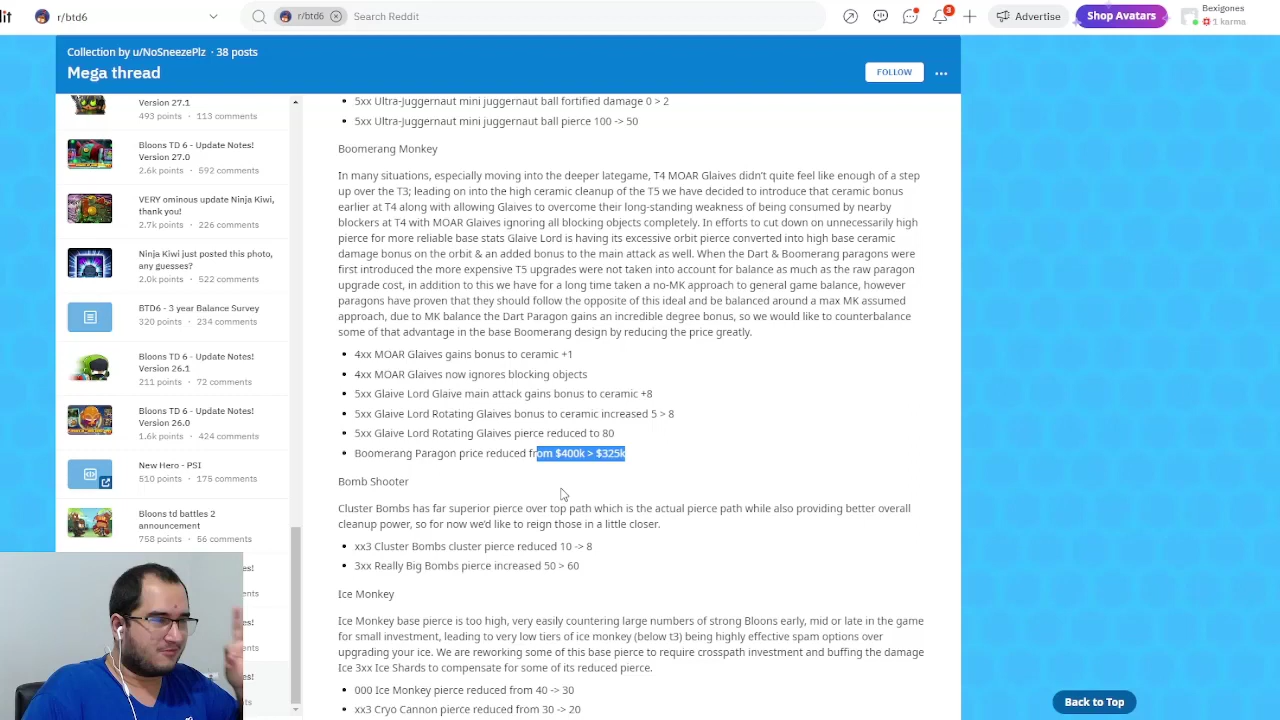 it
r/btd6
r/btd6
Search Reddit
3
Advertise
Shop Avatars
Bexigones
1 karma
Collection by u/NoSneezePlz · 38 posts
Mega thread
FOLLOW
Version 27.1
493 points · 113 comments
Bloons TD 6 - Update Notes!
Version 27.0
2.6k points · 592 comments
VERY ominous update Ninja Kiwi,
thank you!
2.7k points · 226 comments
Ninja Kiwi just posted this photo,
any guesses?
2.0k points · 522 comments
BTD6 - 3 year Balance Survey
320 points · 234 comments
Bloons TD 6 - Update Notes!
Version 26.1
211 points · 72 comments
Bloons TD 6 - Update Notes!
Version 26.0
1.6k points · 424 comments
New Hero - PSI
510 points · 175 comments
Bloons td battles 2
announcement
758 points · 56 comments
es!
ents
es!
ents
es!
ts
• 5xx Ultra-Juggernaut mini juggernaut ball fortified damage 0 > 2
• 5xx Ultra-Juggernaut mini juggernaut ball pierce 100 -> 50
Boomerang Monkey
In many situations, especially moving into the deeper lategame, T4 MOAR Glaives didn't quite feel like enough of a step
up over the T3; leading on into the high ceramic cleanup of the T5 we have decided to introduce that ceramic bonus
earlier at T4 along with allowing Glaives to overcome their long-standing weakness of being consumed by nearby
blockers at T4 with MOAR Glaives ignoring all blocking objects completely. In efforts to cut down on unnecessarily high
pierce for more reliable base stats Glaive Lord is having its excessive orbit pierce converted into high base ceramic
damage bonus on the orbit & an added bonus to the main attack as well. When the Dart & Boomerang paragons were
first introduced the more expensive T5 upgrades were not taken into account for balance as much as the raw paragon
upgrade cost, in addition to this we have for a long time taken a no-MK approach to general game balance, however
paragons have proven that they should follow the opposite of this ideal and be balanced around a max MK assumed
approach, due to MK balance the Dart Paragon gains an incredible degree bonus, so we would like to counterbalance
some of that advantage in the base Boomerang design by reducing the price greatly.
• 4xx MOAR Glaives gains bonus to ceramic +1
• 4xx MOAR Glaives now ignores blocking objects
• 5xx Glaive Lord Glaive main attack gains bonus to ceramic +8
• 5xx Glaive Lord Rotating Glaives bonus to ceramic increased 5 > 8
• 5xx Glaive Lord Rotating Glaives pierce reduced to 80
• Boomerang Paragon price reduced from $400k > $325k
Bomb Shooter
Cluster Bombs has far superior pierce over top path which is the actual pierce path while also providing better overall
cleanup power, so for now we'd like to reign those in a little closer.
• xx3 Cluster Bombs cluster pierce reduced 10 -> 8
• 3xx Really Big Bombs pierce increased 50 > 60
Ice Monkey
Ice Monkey base pierce is too high, very easily countering large numbers of strong Bloons early, mid or late in the game
for small investment, leading to very low tiers of ice monkey (below t3) being highly effective spam options over
upgrading your ice. We are reworking some of this base pierce to require crosspath investment and buffing the damage
Ice 3xx Ice Shards to compensate for some of its reduced pierce.
• 000 Ice Monkey pierce reduced from 40 -> 30
• xx3 Cryo Cannon pierce reduced from 30 -> 20
Back to Top